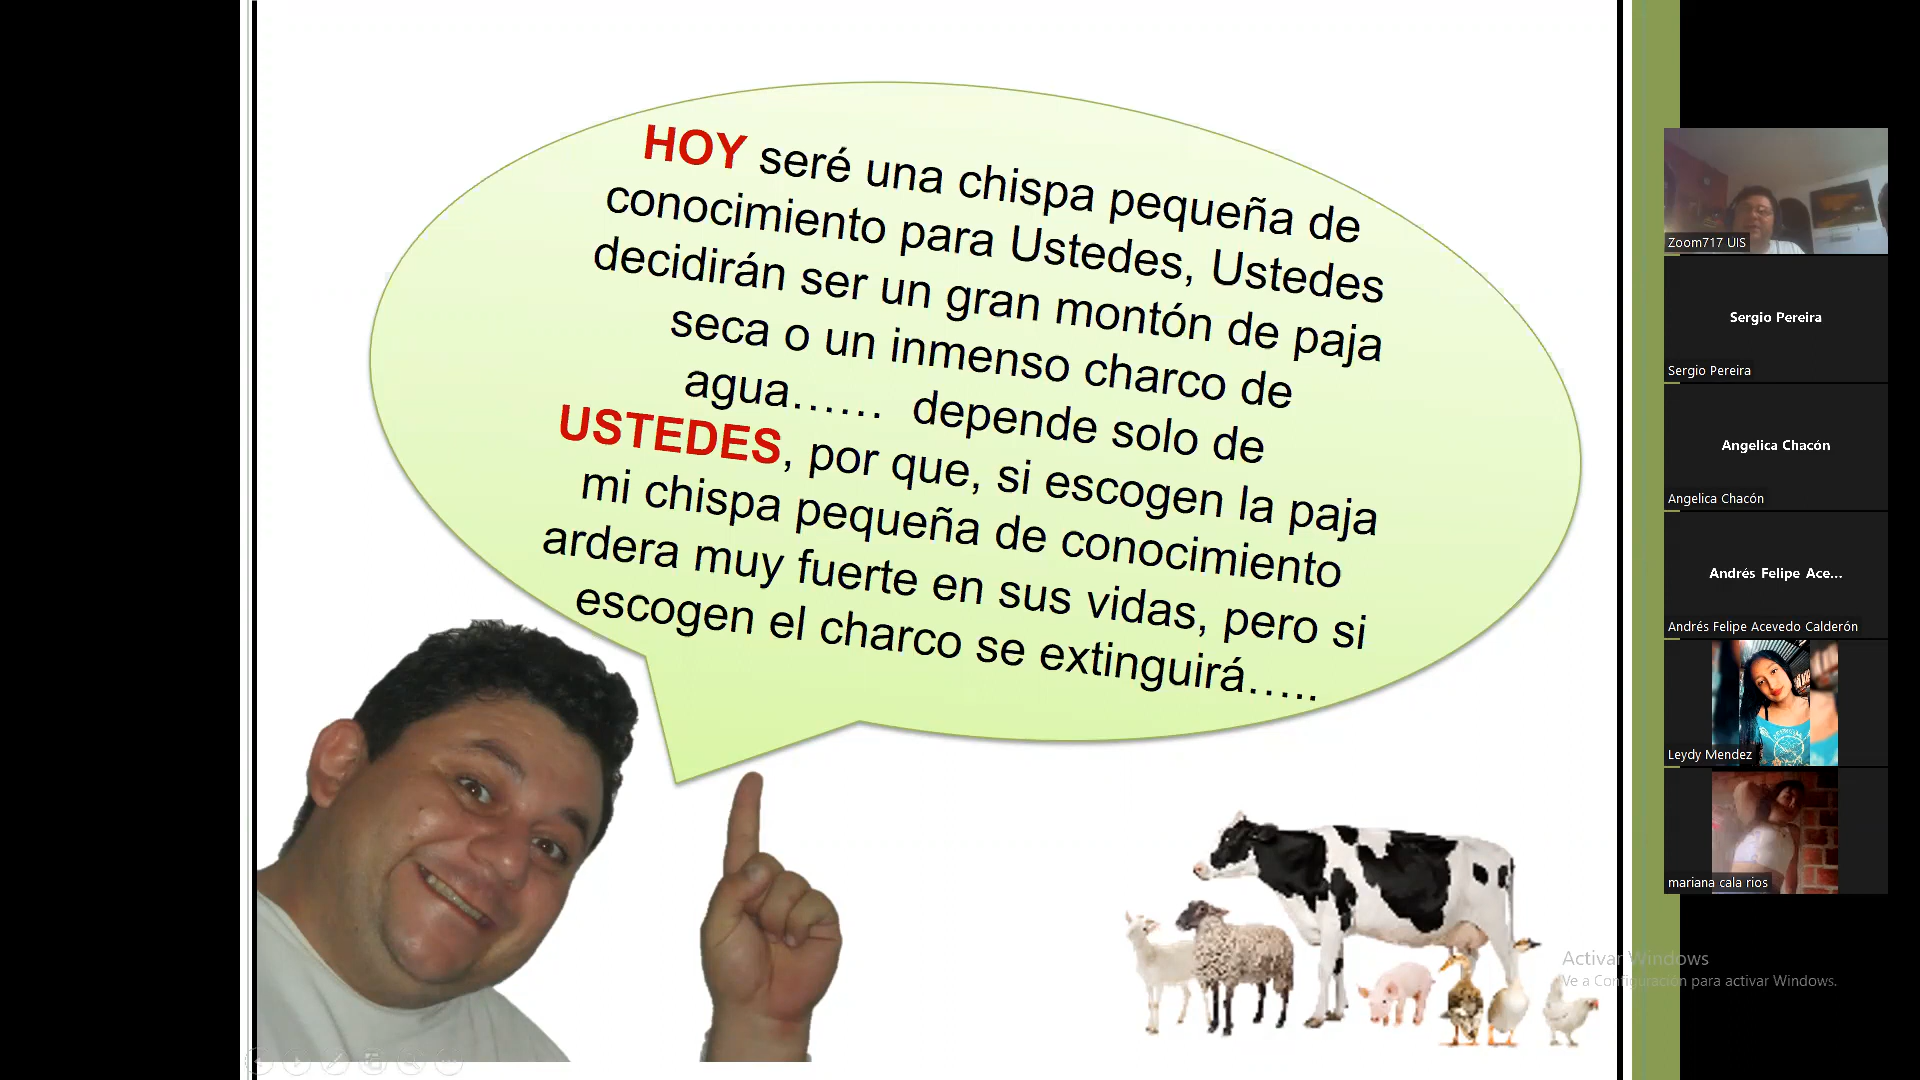 HOY seré una chispa pequeña de
conocimiento para Ustedes, Ustedes
decidirán ser un gran montón de paja
seca o un inmenso charco de
agua…… depende solo de
USTEDES, por que, si escogen la paja
mi chispa pequeña de conocimiento
ardera muy fuerte en sus vidas, pero si
escogen el charco se extinguirá…..
Zoom717 UIS
Sergio Pereira
Sergio Pereira
Angelica Chacón
Angelica Chacón
Andrés Felipe Ace...
Andrés Felipe Acevedo Calderón
Leydy Mendez
mariana cala rios
Activar Windows
Ve a Configuración para activar Windows.